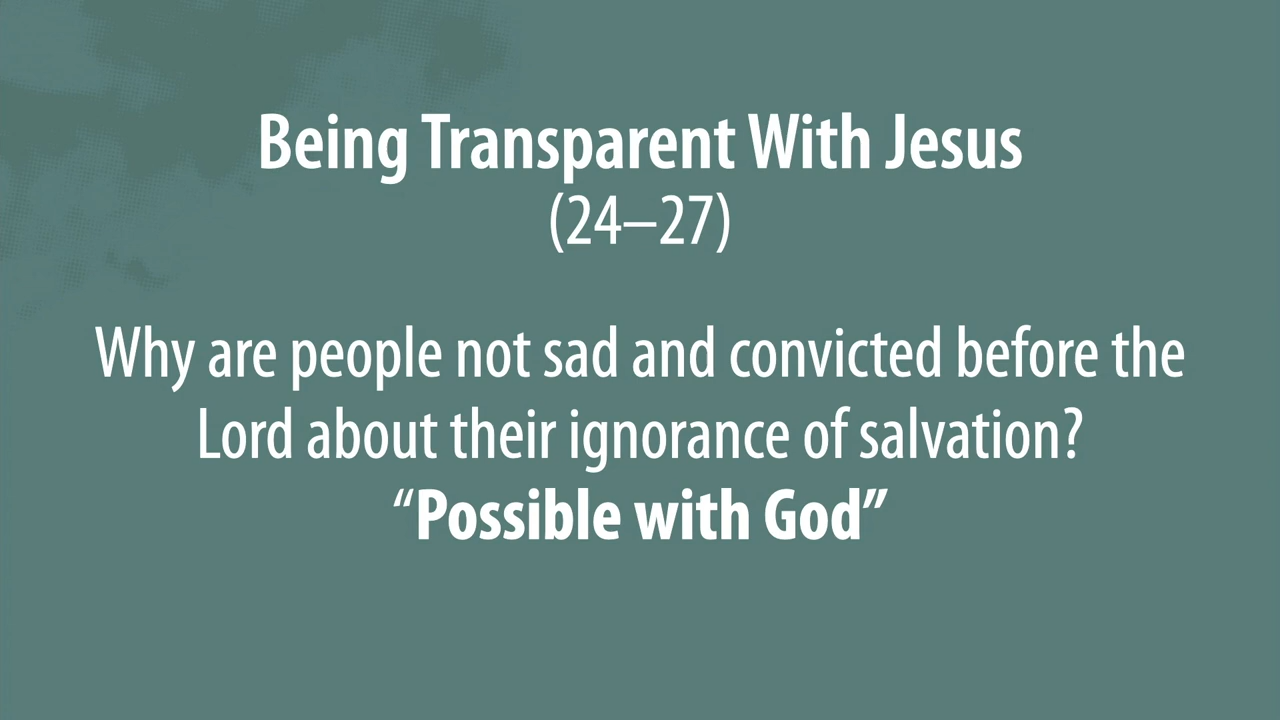 Being Transparent With Jesus
(24–27)
Why are people not sad and convicted before the
Lord about their ignorance of salvation?
“Possible with God”